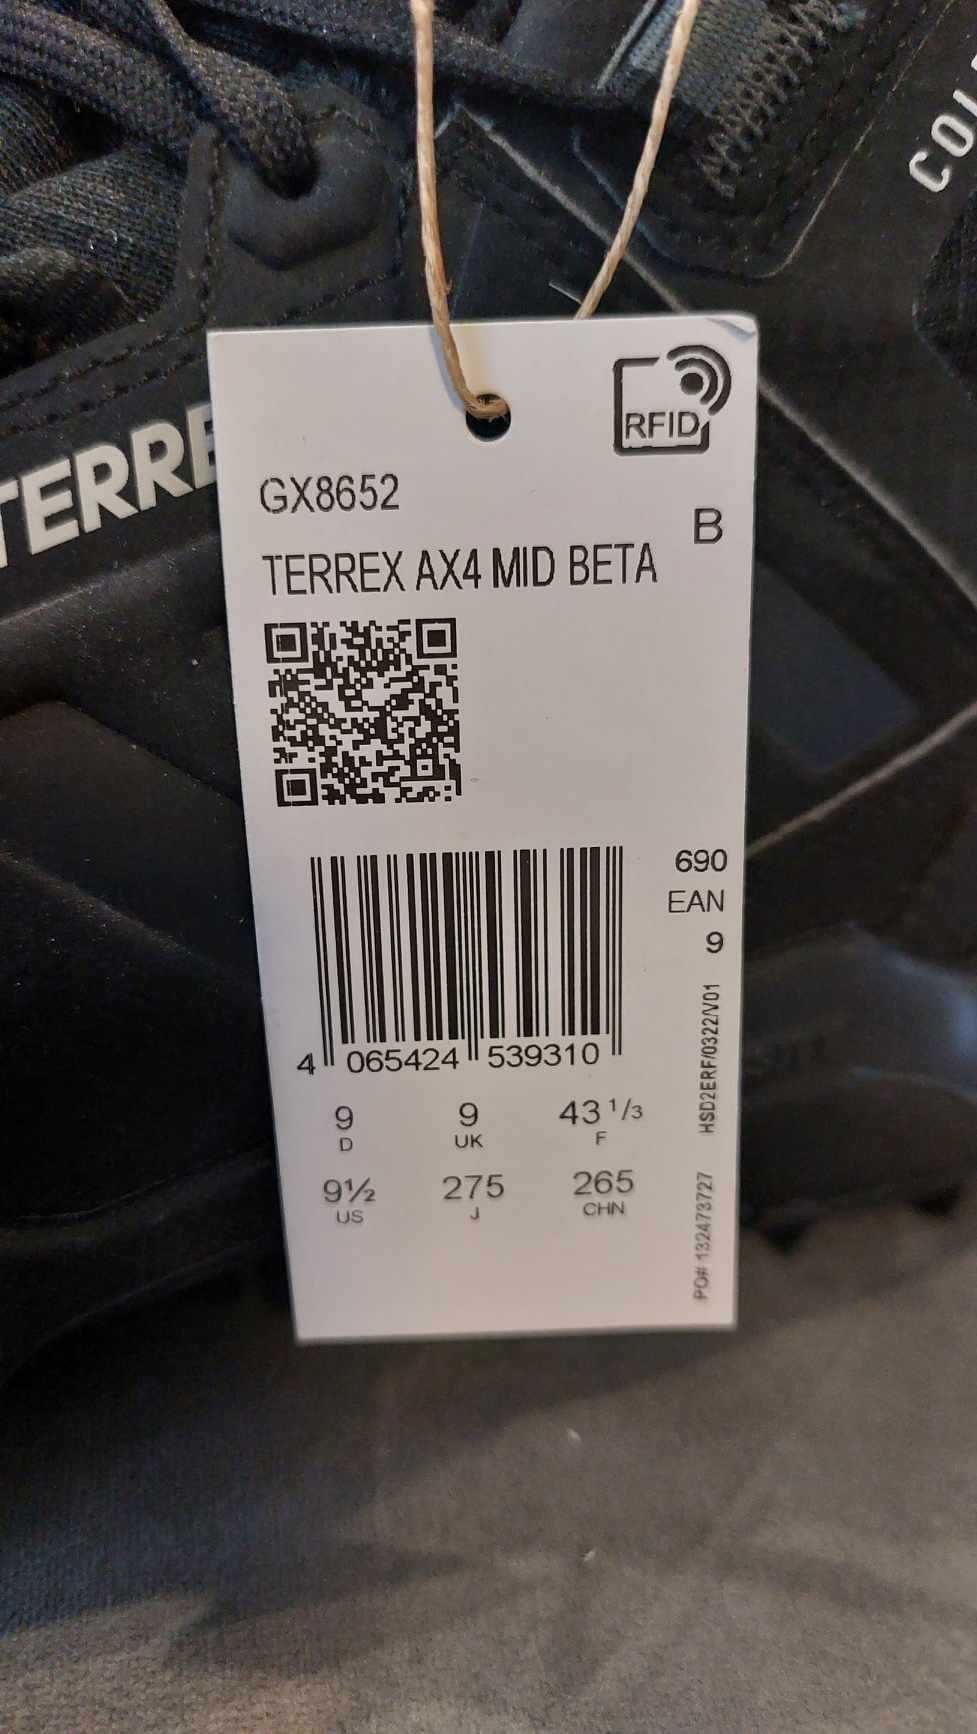 COL
TERRE
RFID
GX8652
B
TERREX AX4 MID BETA
690
EAN
9
4 065424 539310
HSD2ERF/0322/V01
9 9 43 1/3
D UK F
9½ 275 265
US J CHN
PO# 132473727